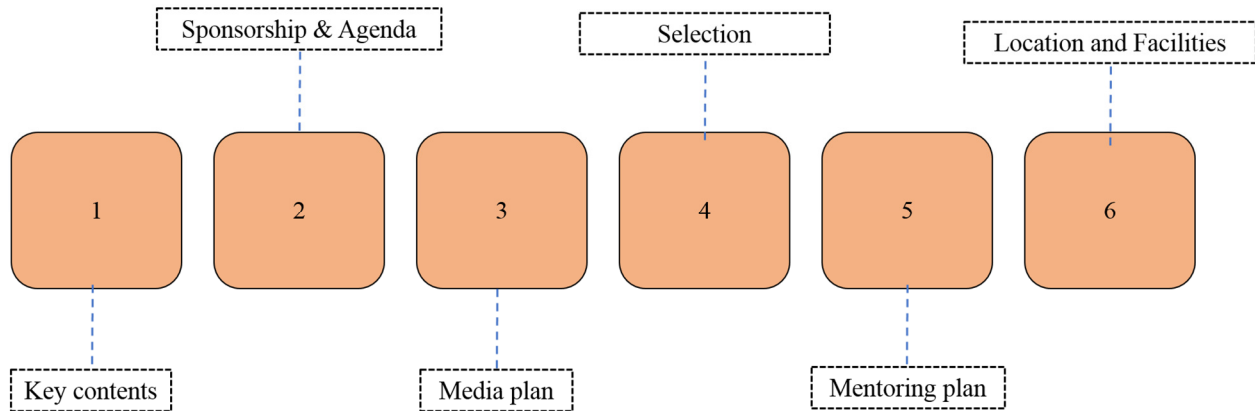 Sponsorship & Agenda
Selection
Location and Facilities
1
2
3
4
5
6
Key contents
Media plan
Mentoring plan